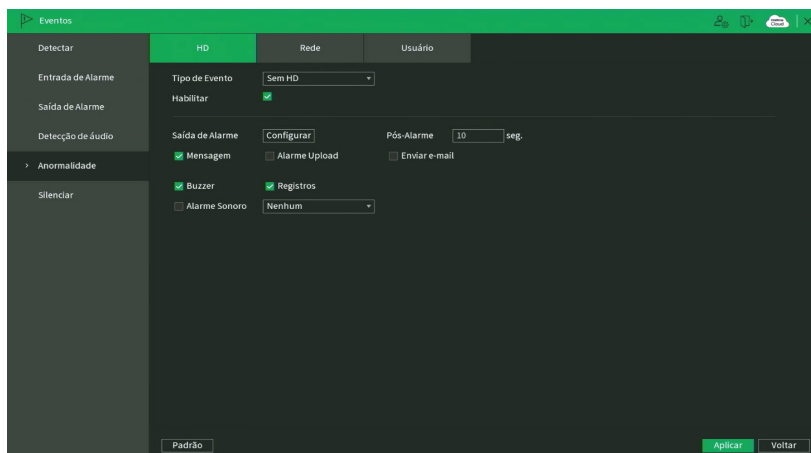 Eventos
Detectar
HD Rede Usuário
Entrada de Alarme
Saída de Alarme
Detecção de áudio
Anormalidade
Silenciar
Tipo de Evento Sem HD
Habilitar
Saída de Alarme Configurar Pós-Alarme 10 seg.
Mensagem Alarme Upload Enviar e-mail
Buzzer Registros
Alarme Sonoro Nenhum
Padrão Aplicar Voltar